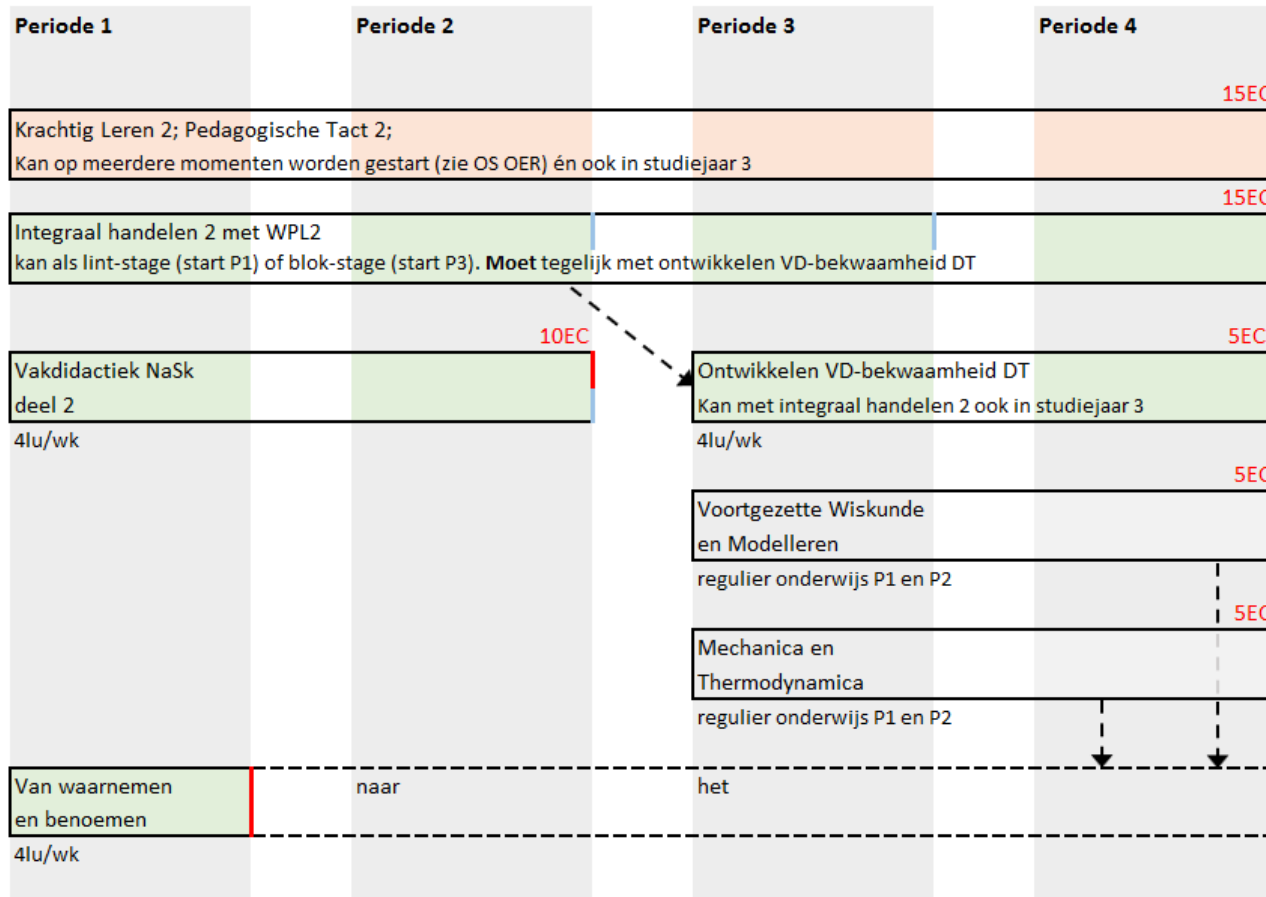 Periode 1 Periode 2 Periode 3 Periode 4
15EC
Krachtig Leren 2; Pedagogische Tact 2;
Kan op meerdere momenten worden gestart (zie OS OER) én ook in studiejaar 3
15EC
Integraal handelen 2 met WPL2
kan als lint-stage (start P1) of blok-stage (start P3). Moet tegelijk met ontwikkelen VD-bekwaamheid DT
10EC 5EC
Vakdidactiek NaSk
deel 2
4lu/wk
Ontwikkelen VD-bekwaamheid DT
Kan met integraal handelen 2 ook in studiejaar 3
4lu/wk
5EC
Voortgezette Wiskunde
en Modelleren
regulier onderwijs P1 en P2
5EC
Mechanica en
Thermodynamica
regulier onderwijs P1 en P2
Van waarnemen
en benoemen
naar
het
4lu/wk